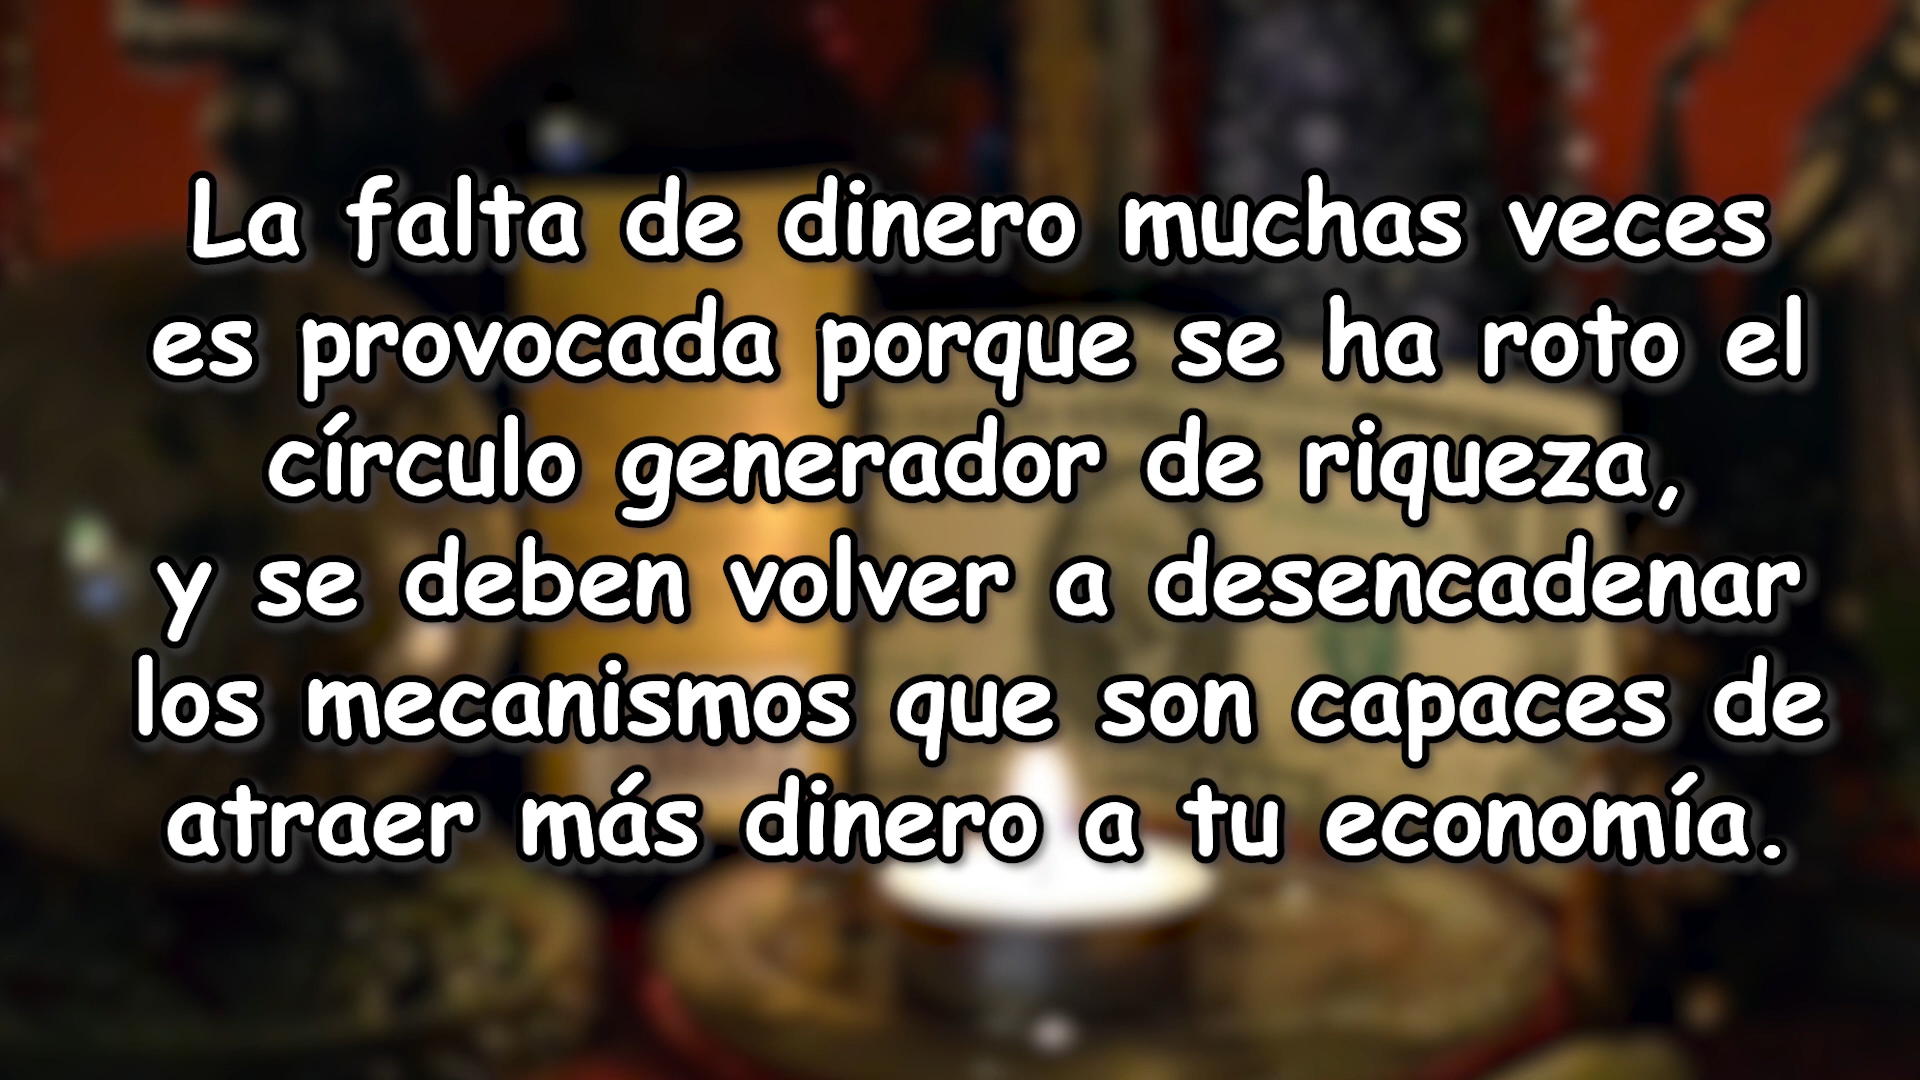 La falta de dinero muchas veces
es provocada porque se ha roto el
círculo generador de riqueza,
y se deben volver a desencadenar
los mecanismos que son capaces de
atraer más dinero a tu economía.